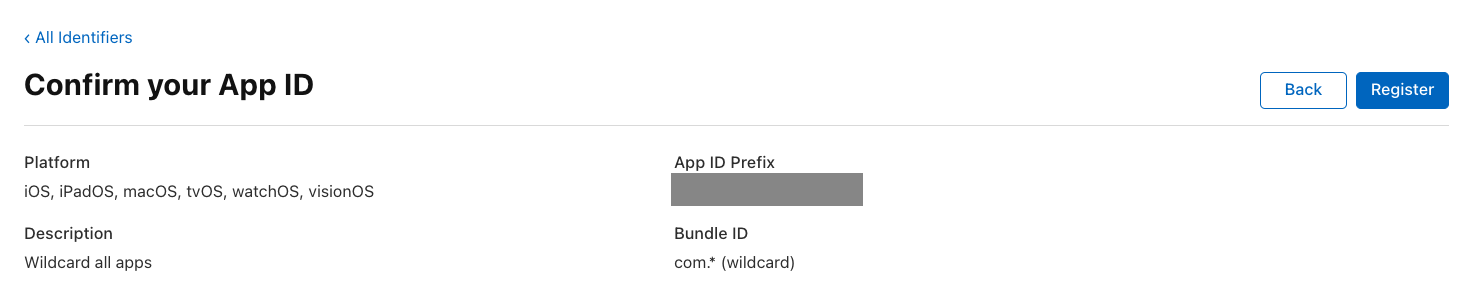 ‹ All Identifiers
Confirm your App ID
Back
Register
Platform
iOS, iPadOS, macOS, tvOS, watchOS, visionOS
App ID Prefix
Description
Wildcard all apps
Bundle ID
com.* (wildcard)